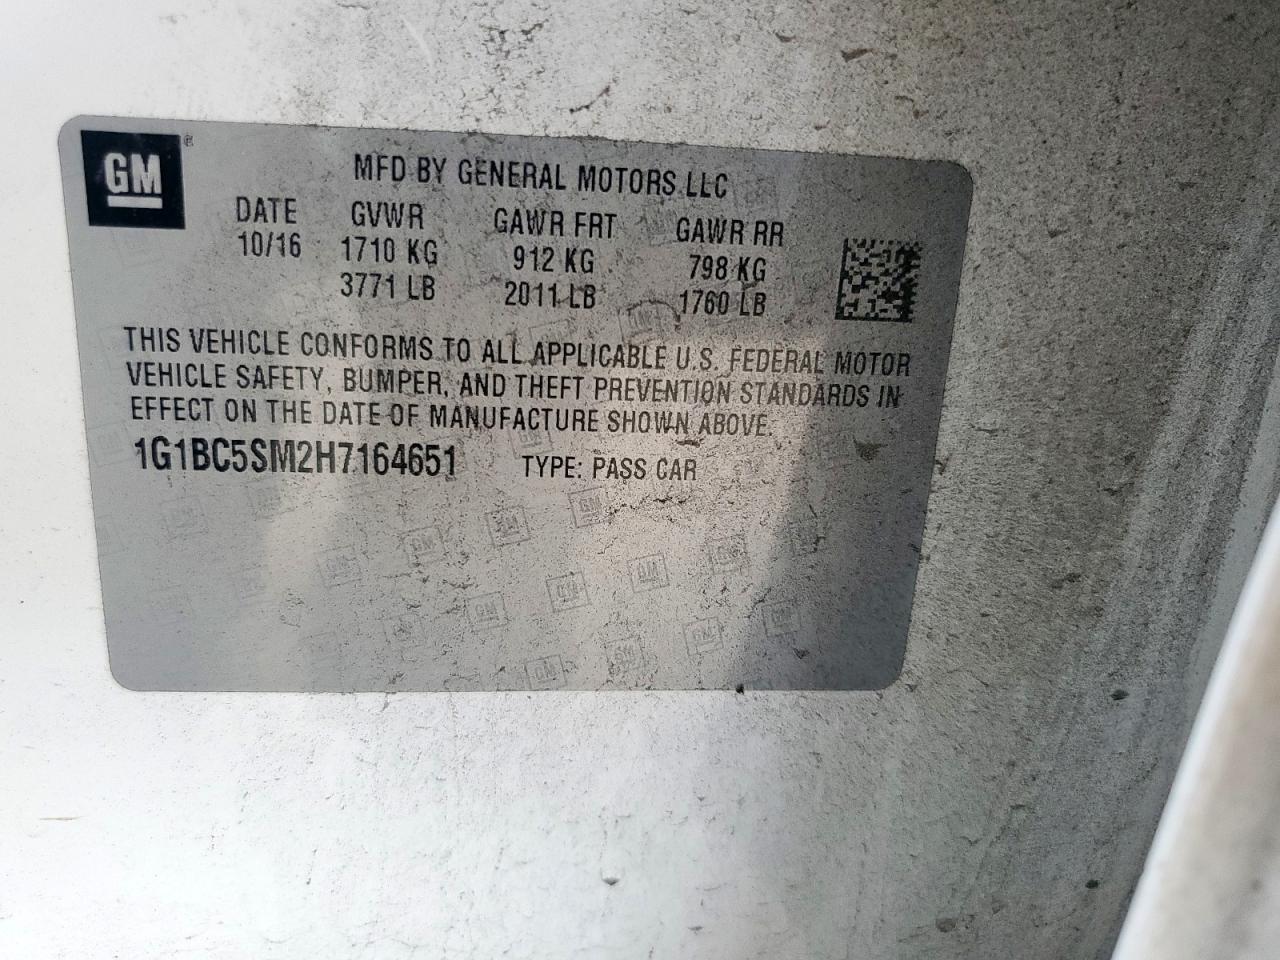 GM
MFD BY GENERAL MOTORS LLC
DATE GVWR GAWR FRT GAWR RR
10/16 1710 KG 912 KG 798 KG
3771 LB 2011 LB 1760 LB
THIS VEHICLE CONFORMS TO ALL APPLICABLE U.S. FEDERAL MOTOR
VEHICLE SAFETY, BUMPER, AND THEFT PREVENTION STANDARDS IN
EFFECT ON THE DATE OF MANUFACTURE SHOWN ABOVE.
1G1BC5SM2H7164651 TYPE: PASS CAR